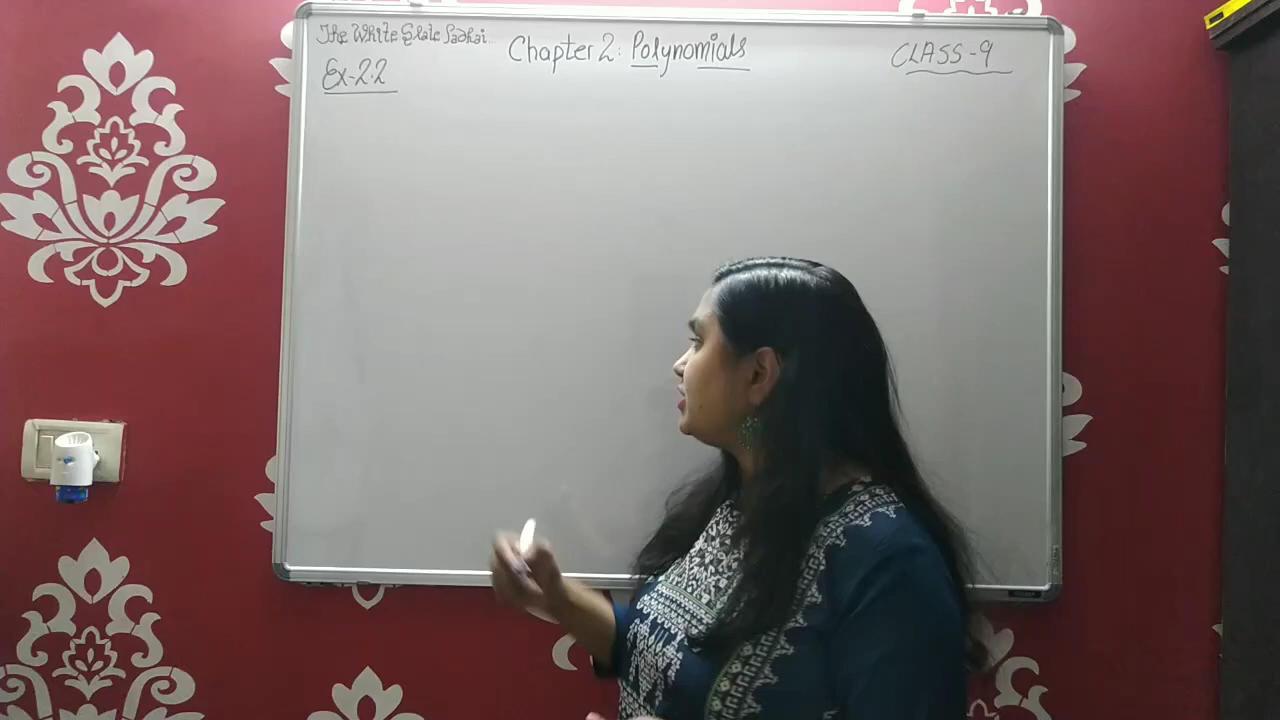 The White Slate Padhai
Chapter 2: Polynomials
CLASS-9
Ex-2.2